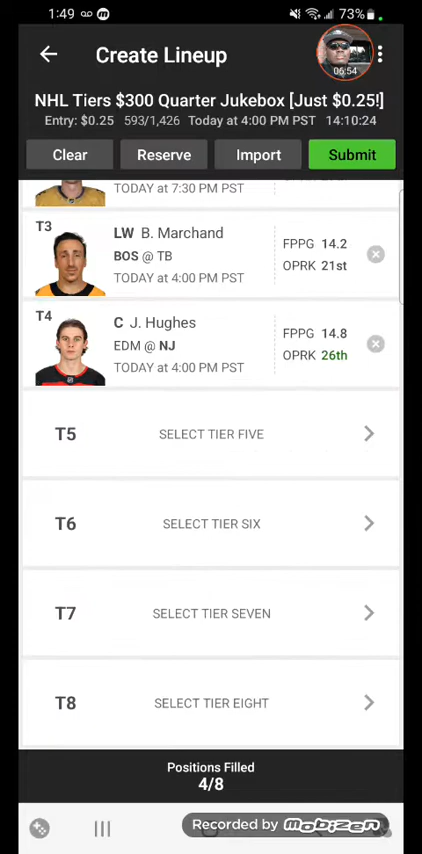 1:49 73%
Create Lineup
06:54
NHL Tiers $300 Quarter Jukebox [Just $0.25!]
Entry: $0.25 593/1,426 Today at 4:00 PM PST 14:10:24
Clear Reserve Import Submit
TODAY at 7:30 PM PST
T3 LW B. Marchand
BOS @ TB
TODAY at 4:00 PM PST
FPPG 14.2
OPRK 21st
T4 C J. Hughes
EDM @ NJ
TODAY at 4:00 PM PST
FPPG 14.8
OPRK 26th
T5 SELECT TIER FIVE
T6 SELECT TIER SIX
T7 SELECT TIER SEVEN
T8 SELECT TIER EIGHT
Positions Filled
4/8
Recorded by mobizen